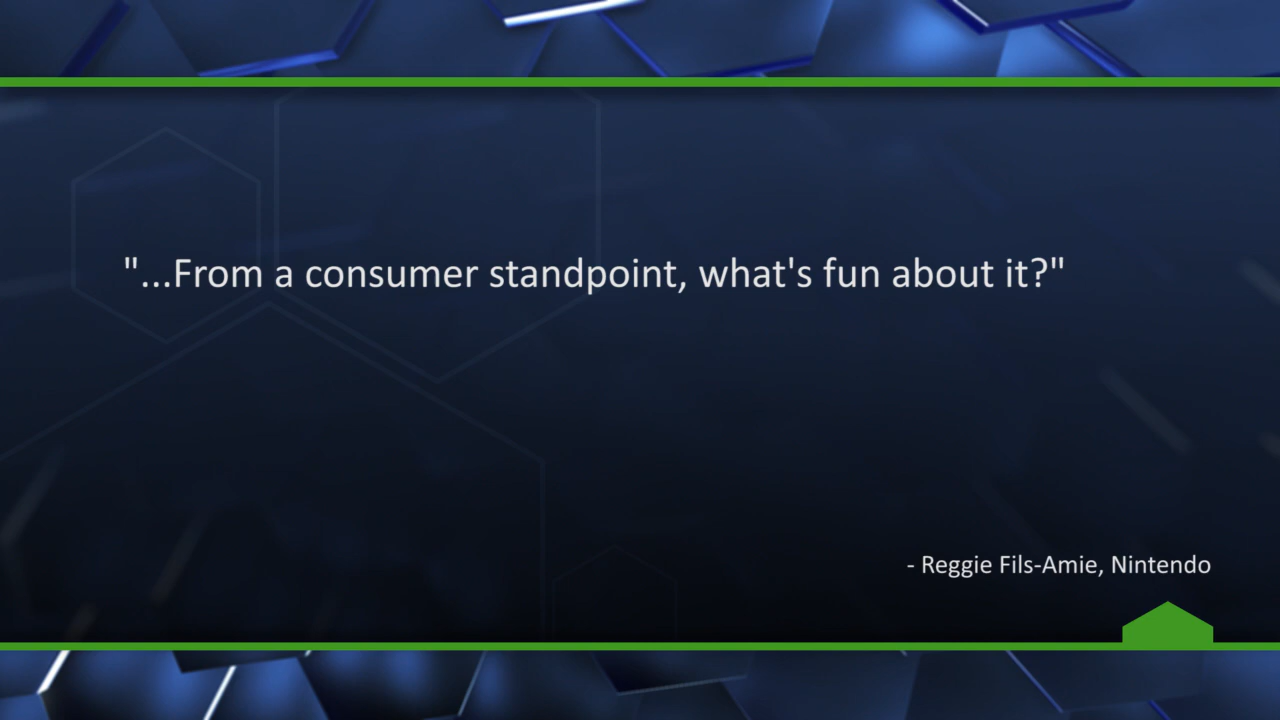 "...From a consumer standpoint, what's fun about it?"
- Reggie Fils-Amie, Nintendo